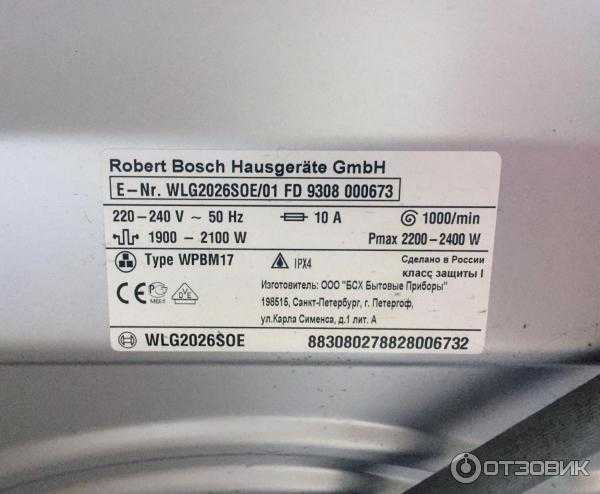 Robert Bosch Hausgeräte GmbH
E-Nr. WLG2026SOE/01 FD 9308 000673
220-240 V ~ 50 Hz 10 A 1000/min
1900 - 2100 W Pmax 2200-2400 W
Type WPBM17 IPX4 Сделано в России
класс защиты I
Изготовитель: ООО "БСХ Бытовые Приборы"
198515, Санкт-Петербург, г. Петергоф,
ул.Карла Сименса, д.1 лит. А
CE
WLG2026SOE 883080278828006732
ОТЗОВИК